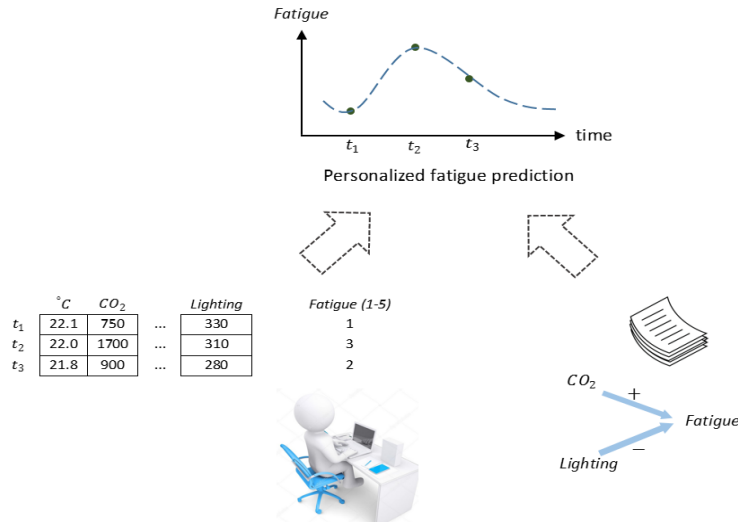 Fatigue
time
t₁ t₂ t₃
Personalized fatigue prediction
°C CO₂ Lighting Fatigue (1-5)
t₁ 22.1 750 ... 330 1
t₂ 22.0 1700 ... 310 3
t₃ 21.8 900 ... 280 2
CO₂ +
Fatigue
Lighting −